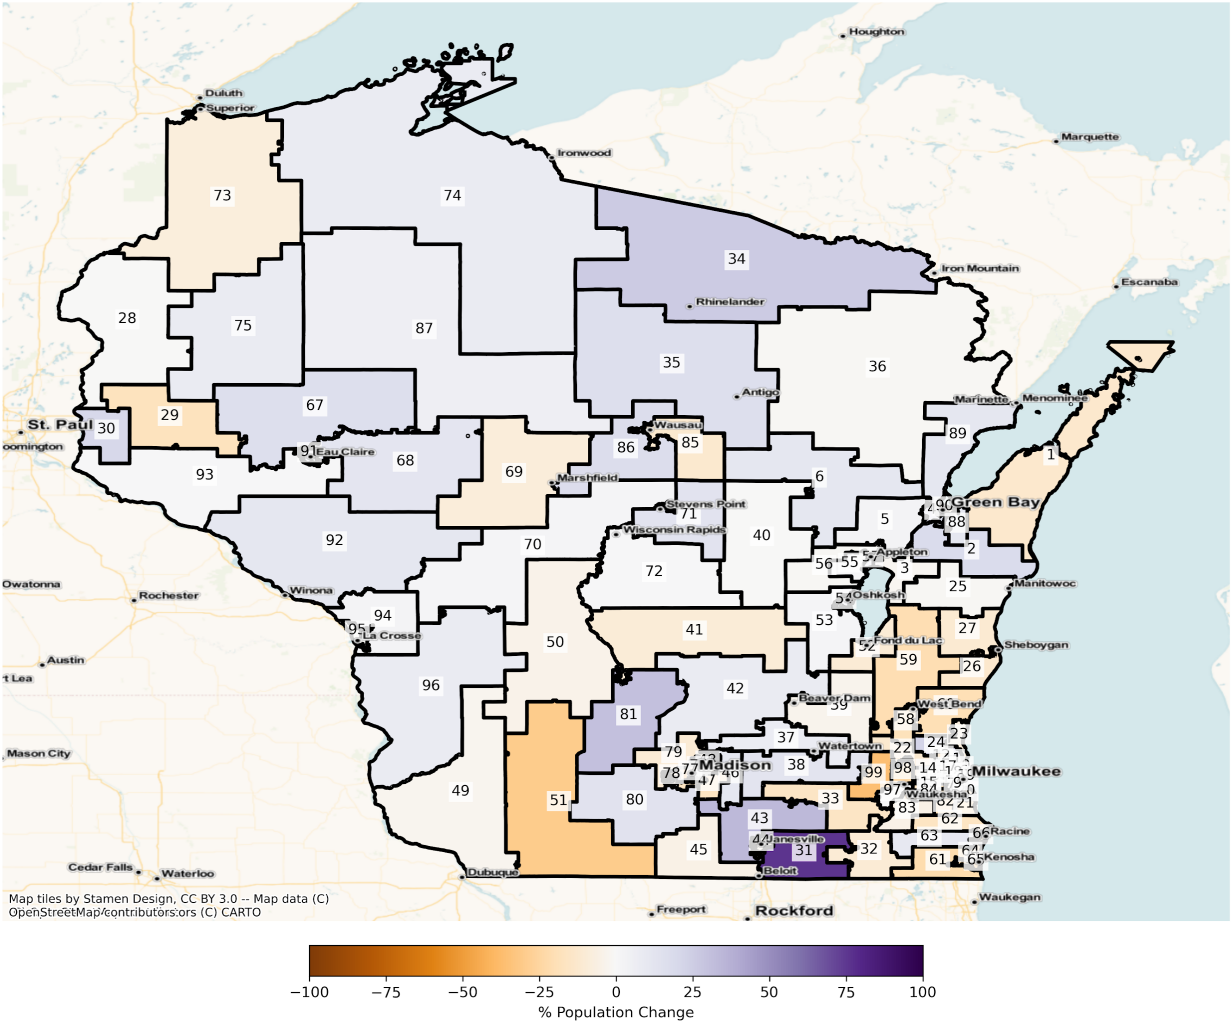 Houghton
Duluth
Superior
Marquette
Ironwood
73
74
34
Iron Mountain
Escanaba
Rhinelander
28
75
87
35
36
Antigo
Marinette
Menominee
29
67
30
St. Paul
Wausau
89
oomington
91
Eau Claire
86
85
1
68
69
93
Marshfield
6
Stevens Point
90
Green Bay
71
5
88
Wisconsin Rapids
40
92
70
2
Appleton
56
55
3
72
Owatonna
25
Manitowoc
Rochester
Winona
Oshkosh
94
53
95
La Crosse
41
27
50
Fond du Lac
Sheboygan
52
Austin
59
26
rt Lea
96
42
Beaver Dam
39
West Bend
81
58
23
37
24
Watertown
22
Mason City
79
Madison
38
98
14
Milwaukee
78
77
99
46
47
49
97
84
Waukesha
51
80
33
83
82
21
43
62
44
Janesville
63
66
Racine
45
31
32
64
61
65
Kenosha
Cedar Falls
Waterloo
Dubuque
Beloit
Waukegan
Freeport
Rockford
Map tiles by Stamen Design, CC BY 3.0 -- Map data (C)
OpenStreetMap contributors (C) CARTO
−100
−75
−50
−25
0
25
50
75
100
% Population Change